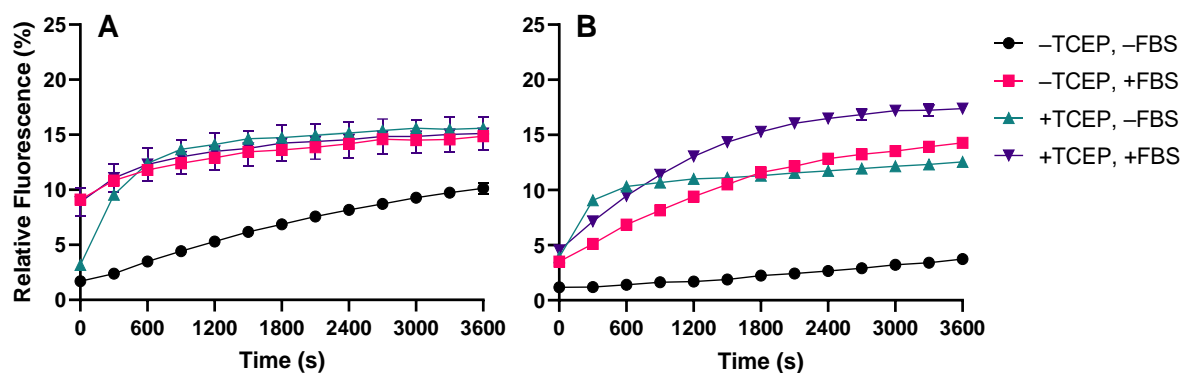 A
B
Relative Fluorescence (%)
25
20
15
10
5
0
0 600 1200 1800 2400 3000 3600
Time (s)
25
20
15
10
5
0
0 600 1200 1800 2400 3000 3600
Time (s)
–TCEP, –FBS
–TCEP, +FBS
+TCEP, –FBS
+TCEP, +FBS